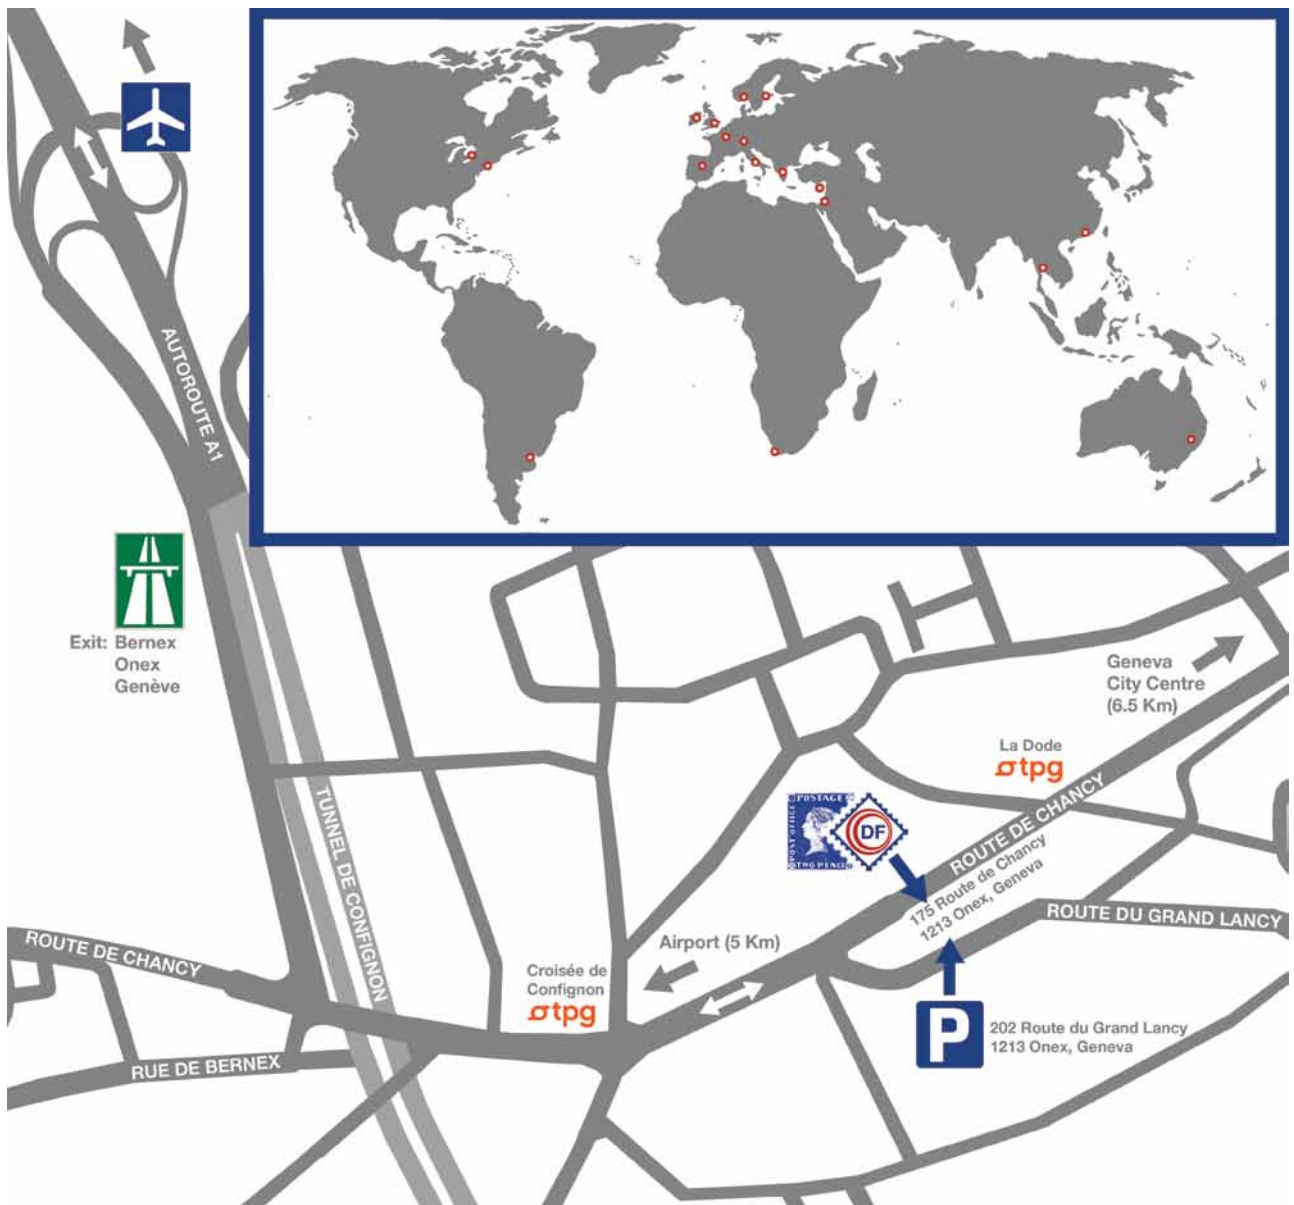 AUTOROUTE A1
Exit: Bernex
Onex
Genève
Geneva
City Centre
(6.5 Km)
La Dode
tpg
POSTAGE
POST OFFICE
TWO PENCE
DF
ROUTE DE CHANCY
175 Route de Chancy
1213 Onex, Geneva
ROUTE DU GRAND LANCY
TUNNEL DE CONFIGNON
ROUTE DE CHANCY
Airport (5 Km)
Croisée de
Confignon
tpg
P
202 Route du Grand Lancy
1213 Onex, Geneva
RUE DE BERNEX